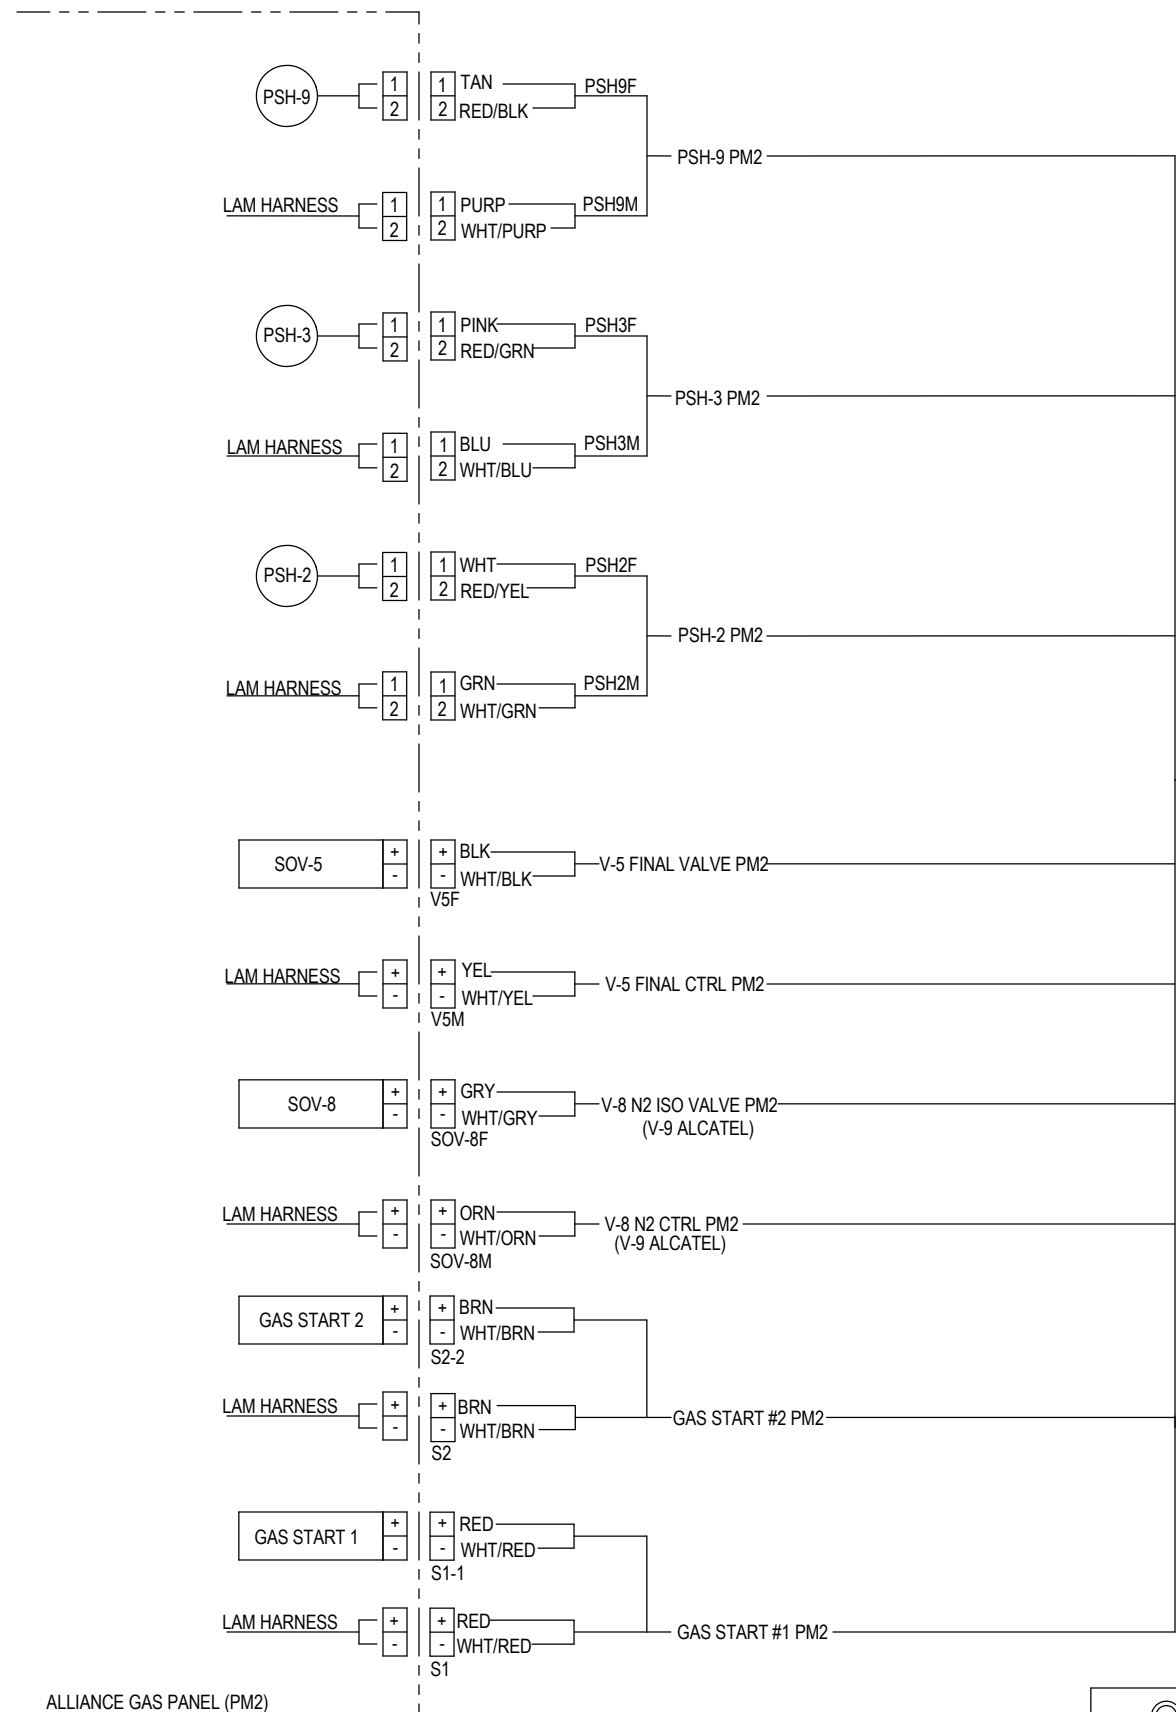 PSH-9
1
2
1 TAN
2 RED/BLK
PSH9F
PSH-9 PM2
LAM HARNESS
1
2
1 PURP
2 WHT/PURP
PSH9M
PSH-3
1
2
1 PINK
2 RED/GRN
PSH3F
PSH-3 PM2
LAM HARNESS
1
2
1 BLU
2 WHT/BLU
PSH3M
PSH-2
1
2
1 WHT
2 RED/YEL
PSH2F
PSH-2 PM2
LAM HARNESS
1
2
1 GRN
2 WHT/GRN
PSH2M
SOV-5
+
-
+ BLK
- WHT/BLK
V5F
V-5 FINAL VALVE PM2
LAM HARNESS
+
-
+ YEL
- WHT/YEL
V5M
V-5 FINAL CTRL PM2
SOV-8
+
-
+ GRY
- WHT/GRY
SOV-8F
V-8 N2 ISO VALVE PM2
(V-9 ALCATEL)
LAM HARNESS
+
-
+ ORN
- WHT/ORN
SOV-8M
V-8 N2 CTRL PM2
(V-9 ALCATEL)
GAS START 2
+
-
+ BRN
- WHT/BRN
S2-2
LAM HARNESS
+
-
+ BRN
- WHT/BRN
S2
GAS START #2 PM2
GAS START 1
+
-
+ RED
- WHT/RED
S1-1
LAM HARNESS
+
-
+ RED
- WHT/RED
S1
GAS START #1 PM2
ALLIANCE GAS PANEL (PM2)